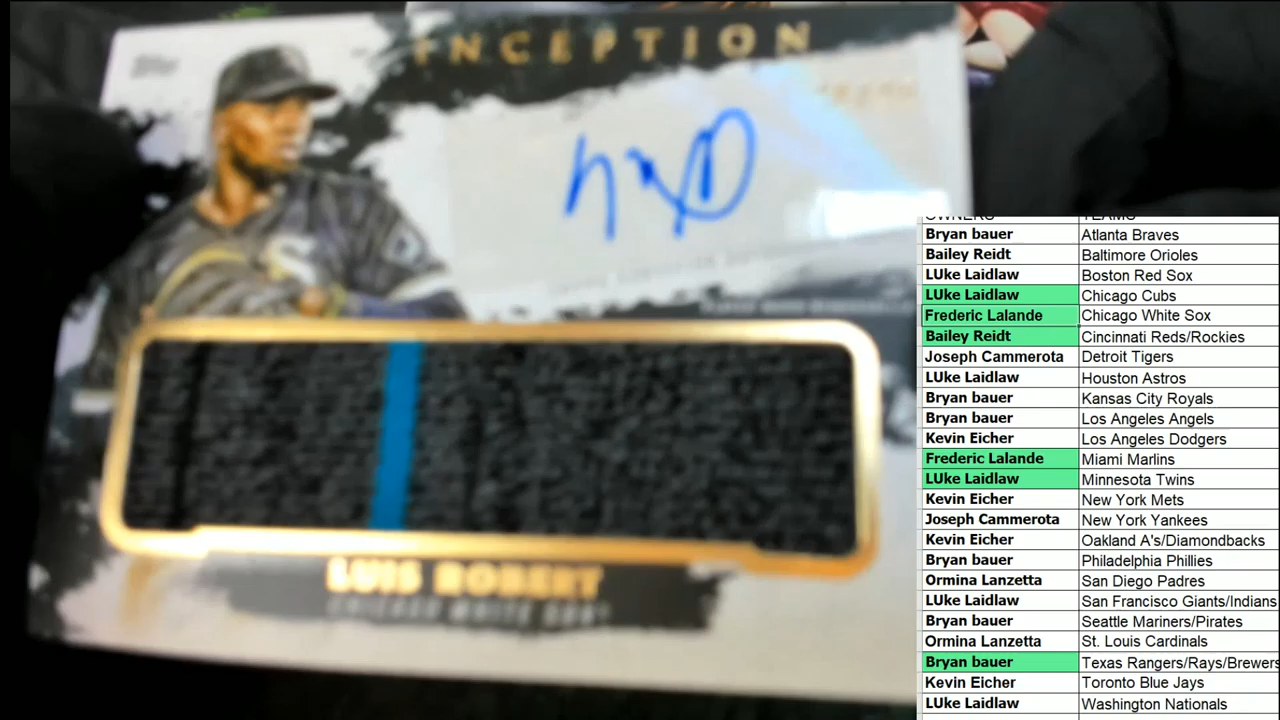 INCEPTION
LUIS ROBERT
CHICAGO WHITE SOX
OWNERS TEAMS
Bryan bauer Atlanta Braves
Bailey Reidt Baltimore Orioles
LUke Laidlaw Boston Red Sox
LUke Laidlaw Chicago Cubs
Frederic Lalande Chicago White Sox
Bailey Reidt Cincinnati Reds/Rockies
Joseph Cammerota Detroit Tigers
LUke Laidlaw Houston Astros
Bryan bauer Kansas City Royals
Bryan bauer Los Angeles Angels
Kevin Eicher Los Angeles Dodgers
Frederic Lalande Miami Marlins
LUke Laidlaw Minnesota Twins
Kevin Eicher New York Mets
Joseph Cammerota New York Yankees
Kevin Eicher Oakland A's/Diamondbacks
Bryan bauer Philadelphia Phillies
Ormina Lanzetta San Diego Padres
LUke Laidlaw San Francisco Giants/Indians
Bryan bauer Seattle Mariners/Pirates
Ormina Lanzetta St. Louis Cardinals
Bryan bauer Texas Rangers/Rays/Brewers
Kevin Eicher Toronto Blue Jays
LUke Laidlaw Washington Nationals